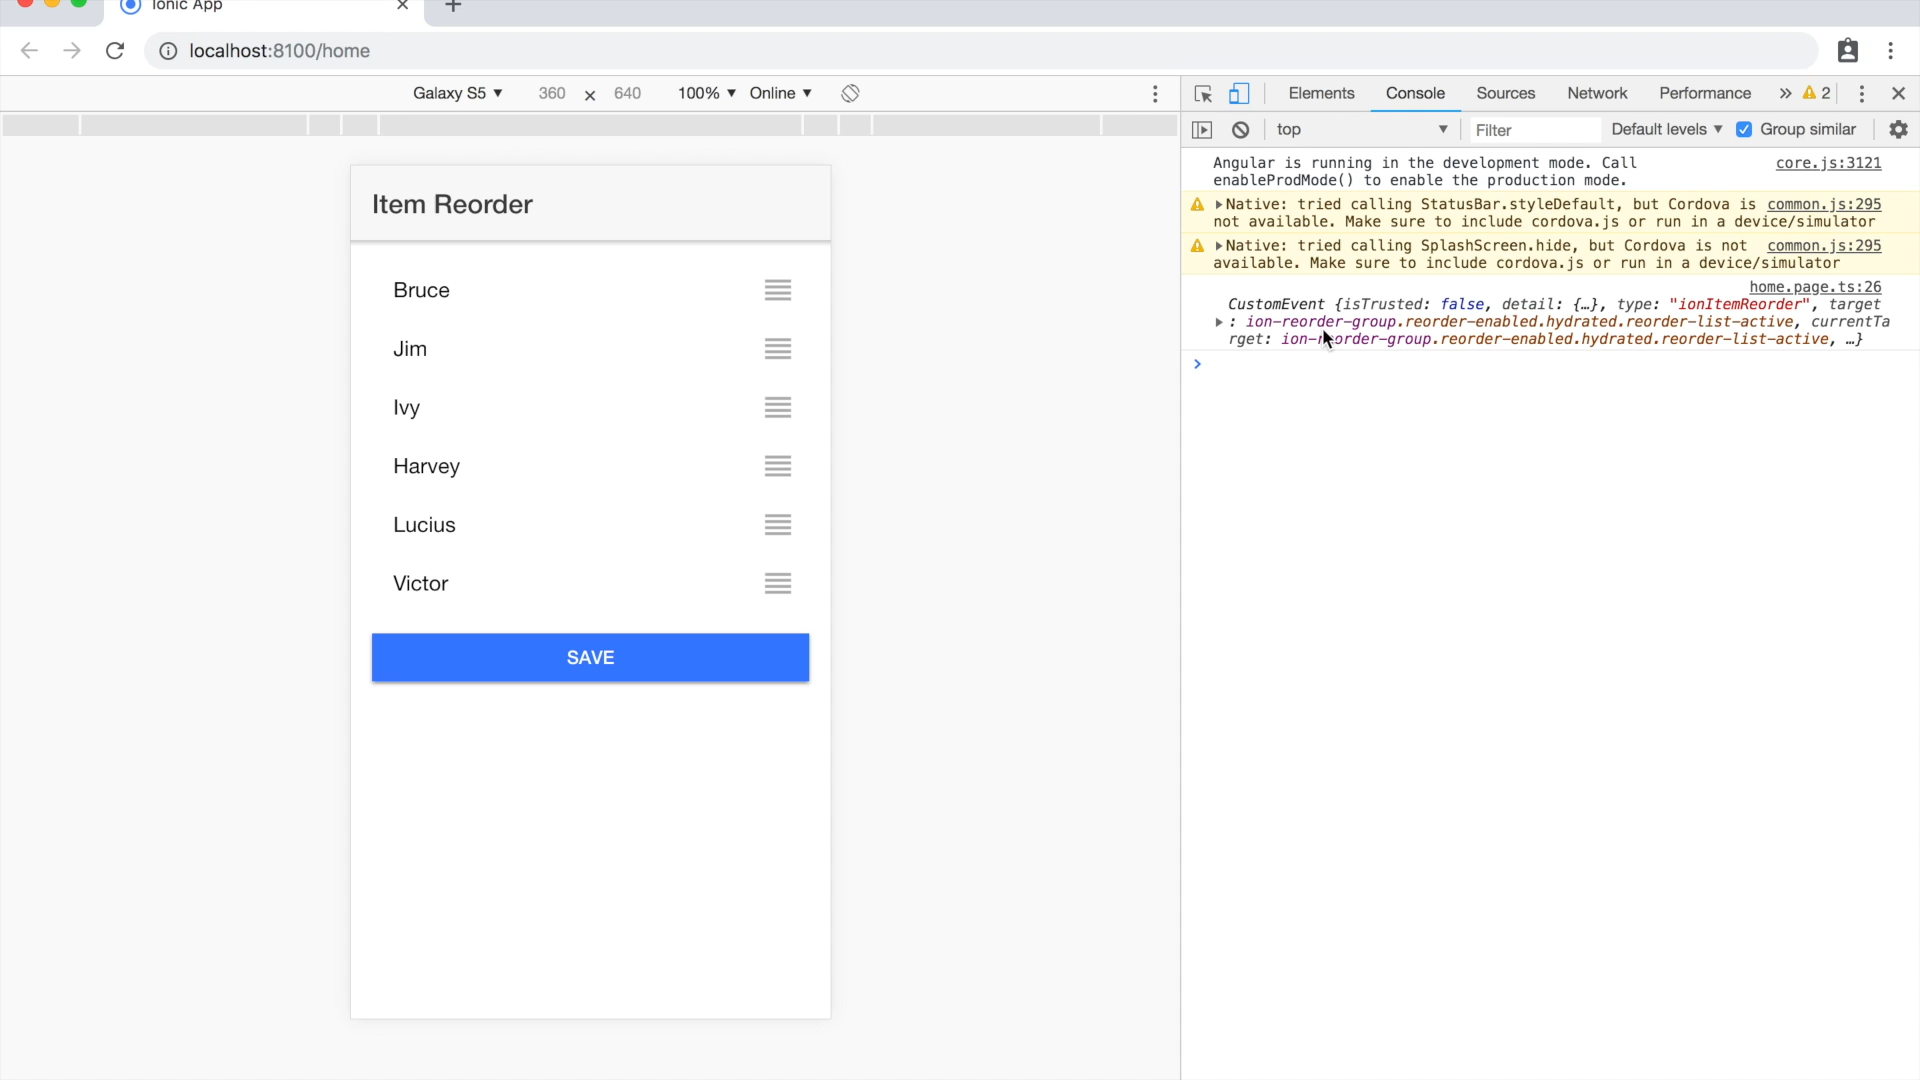 Ionic App
localhost:8100/home
Galaxy S5 360 × 640 100% Online
Elements Console Sources Network Performance » 2
top Filter Default levels Group similar
Item Reorder
Bruce
Jim
Ivy
Harvey
Lucius
Victor
SAVE
Angular is running in the development mode. Call core.js:3121
enableProdMode() to enable the production mode.
Native: tried calling StatusBar.styleDefault, but Cordova is common.js:295
not available. Make sure to include cordova.js or run in a device/simulator
Native: tried calling SplashScreen.hide, but Cordova is not common.js:295
available. Make sure to include cordova.js or run in a device/simulator
home.page.ts:26
CustomEvent {isTrusted: false, detail: {…}, type: "ionItemReorder", target
: ion-reorder-group.reorder-enabled.hydrated.reorder-list-active, currentTa
rget: ion-reorder-group.reorder-enabled.hydrated.reorder-list-active, …}